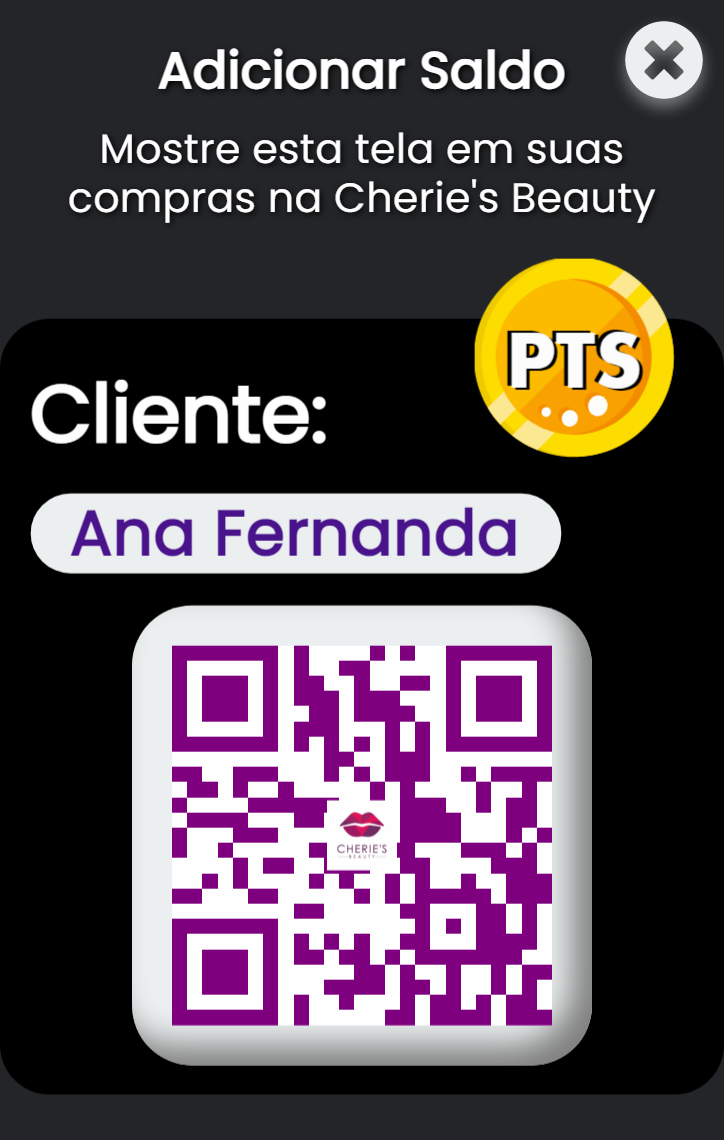 Adicionar Saldo
Mostre esta tela em suas
compras na Cherie's Beauty
PTS
Cliente:
Ana Fernanda
CHERIE'S
BEAUTY